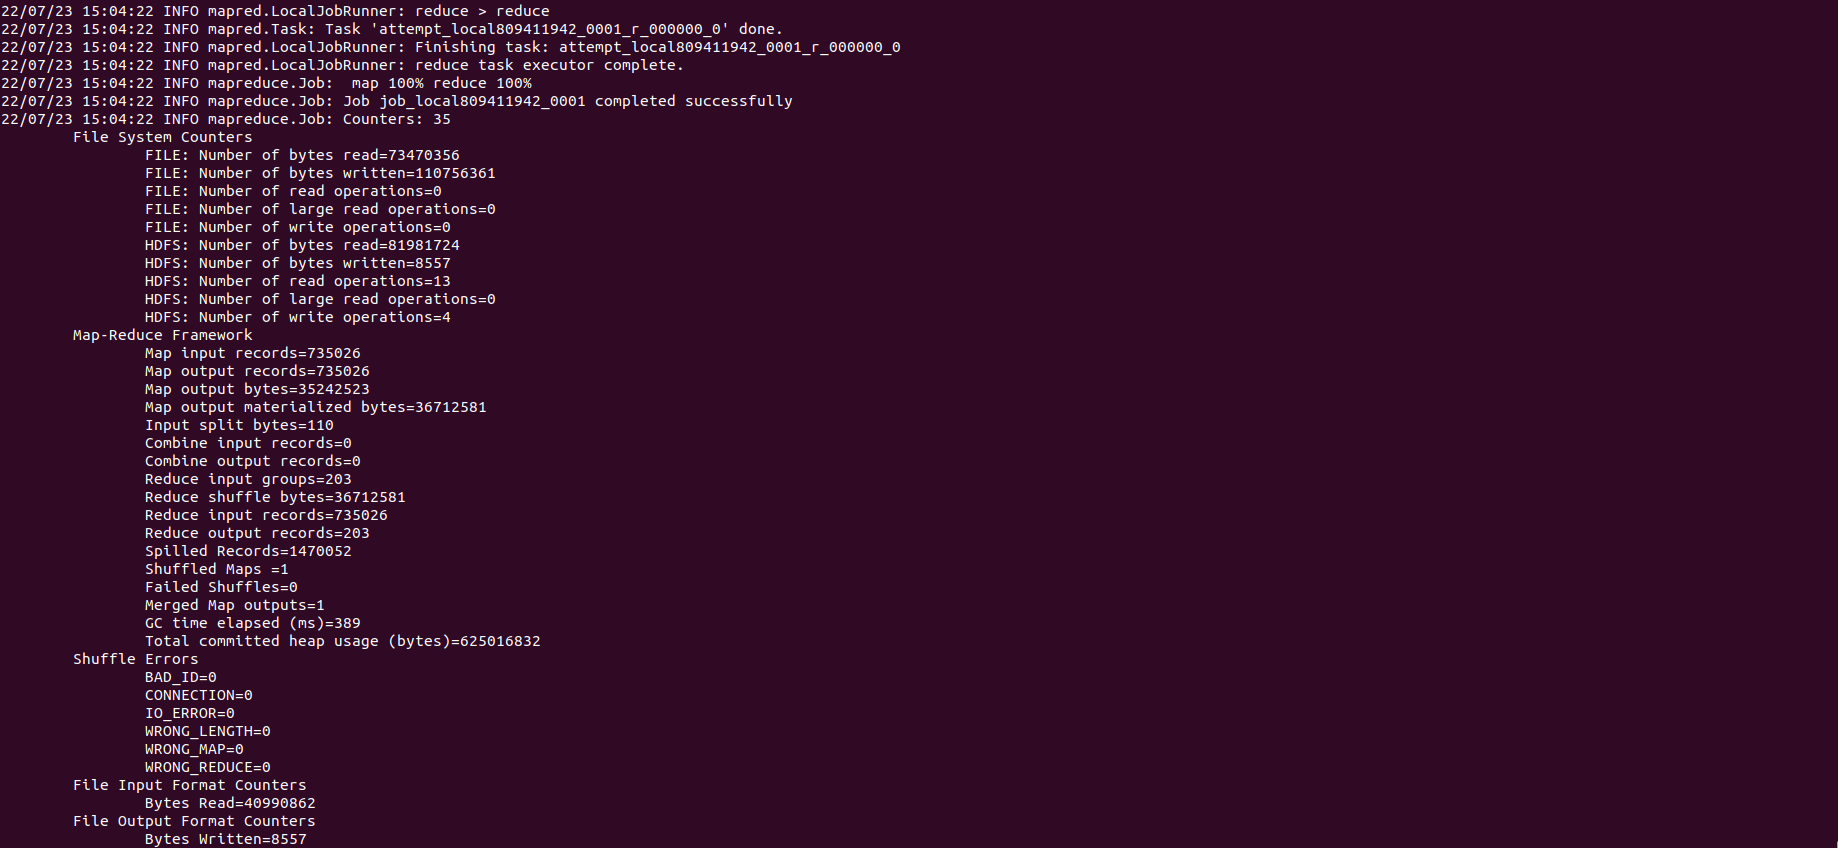 22/07/23 15:04:22 INFO mapred.LocalJobRunner: reduce > reduce
22/07/23 15:04:22 INFO mapred.Task: Task 'attempt_local809411942_0001_r_000000_0' done.
22/07/23 15:04:22 INFO mapred.LocalJobRunner: Finishing task: attempt_local809411942_0001_r_000000_0
22/07/23 15:04:22 INFO mapred.LocalJobRunner: reduce task executor complete.
22/07/23 15:04:22 INFO mapreduce.Job:  map 100% reduce 100%
22/07/23 15:04:22 INFO mapreduce.Job: Job job_local809411942_0001 completed successfully
22/07/23 15:04:22 INFO mapreduce.Job: Counters: 35
File System Counters
FILE: Number of bytes read=73470356
FILE: Number of bytes written=110756361
FILE: Number of read operations=0
FILE: Number of large read operations=0
FILE: Number of write operations=0
HDFS: Number of bytes read=81981724
HDFS: Number of bytes written=8557
HDFS: Number of read operations=13
HDFS: Number of large read operations=0
HDFS: Number of write operations=4
Map-Reduce Framework
Map input records=735026
Map output records=735026
Map output bytes=35242523
Map output materialized bytes=36712581
Input split bytes=110
Combine input records=0
Combine output records=0
Reduce input groups=203
Reduce shuffle bytes=36712581
Reduce input records=735026
Reduce output records=203
Spilled Records=1470052
Shuffled Maps =1
Failed Shuffles=0
Merged Map outputs=1
GC time elapsed (ms)=389
Total committed heap usage (bytes)=625016832
Shuffle Errors
BAD_ID=0
CONNECTION=0
IO_ERROR=0
WRONG_LENGTH=0
WRONG_MAP=0
WRONG_REDUCE=0
File Input Format Counters
Bytes Read=40990862
File Output Format Counters
Bytes Written=8557